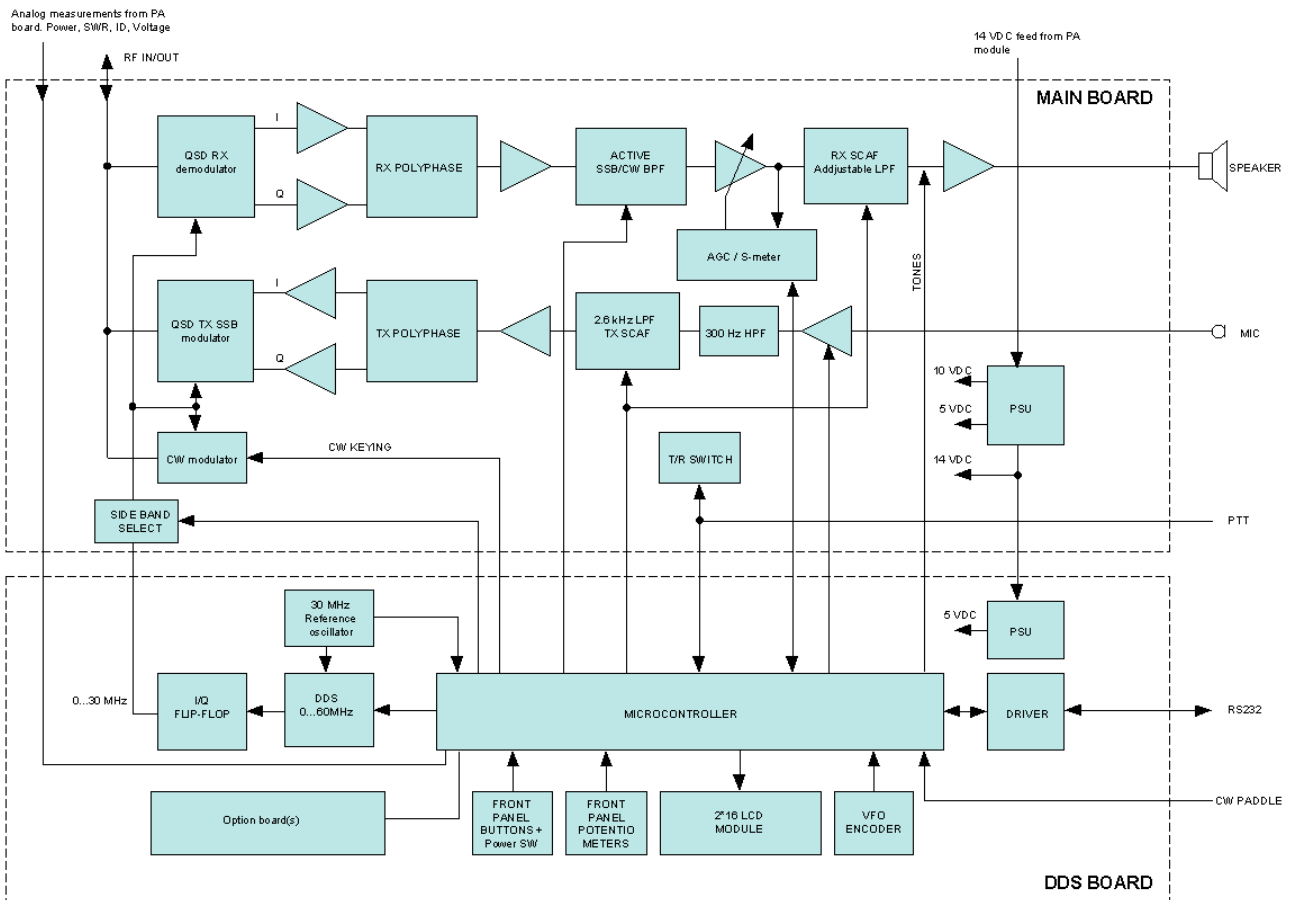 Analog measurements from PA
board. Power, SWR, ID, Voltage
RF IN/OUT
14 VDC feed from PA
module
MAIN BOARD
QSD RX
demodulator
I
Q
RX POLYPHASE
ACTIVE
SSB/CW BPF
RX SCAF
Addjustable LPF
SPEAKER
AGC / S-meter
TONES
QSD TX SSB
modulator
I
Q
TX POLYPHASE
2.6 kHz LPF
TX SCAF
300 Hz HPF
MIC
10 VDC
5 VDC
PSU
14 VDC
CW modulator
CW KEYING
T/R SWITCH
SIDE BAND
SELECT
PTT
30 MHz
Reference
oscillator
5 VDC
PSU
0...30 MHz
I/Q
FLIP-FLOP
DDS
0...60MHz
MICROCONTROLLER
DRIVER
RS232
Option board(s)
FRONT
PANEL
BUTTONS +
Power SW
FRONT
PANEL
POTENTIO
METERS
2*16 LCD
MODULE
VFO
ENCODER
CW PADDLE
DDS BOARD